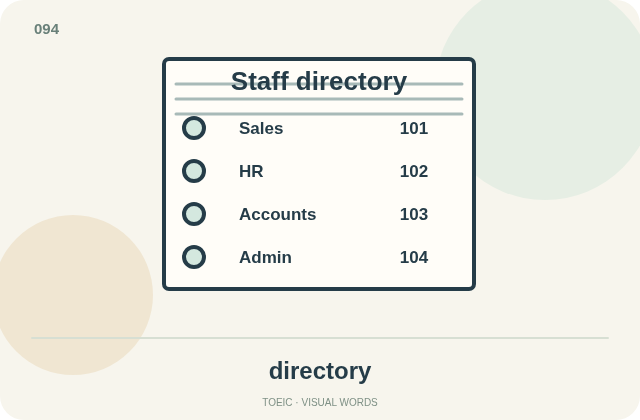 094
Staff directory
Sales 101
HR 102
Accounts 103
Admin 104
directory
TOEIC · VISUAL WORDS